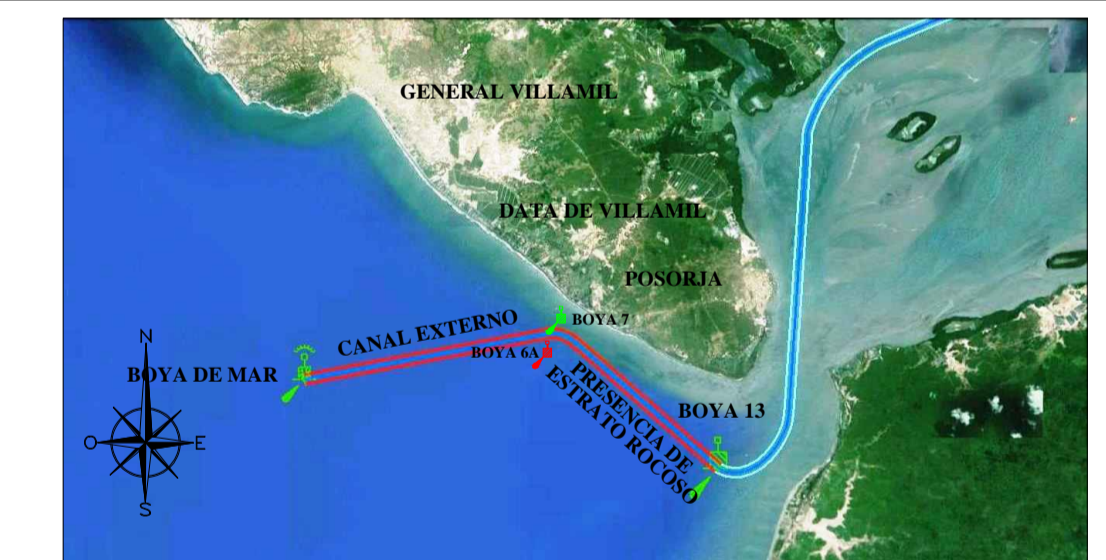 GENERAL VILLAMIL
DATA DE VILLAMIL
POSORJA
CANAL EXTERNO
BOYA 7
BOYA 6A
BOYA DE MAR
PRESENCIA DE
ESTRATO ROCOSO
BOYA 13
N
O
E
S